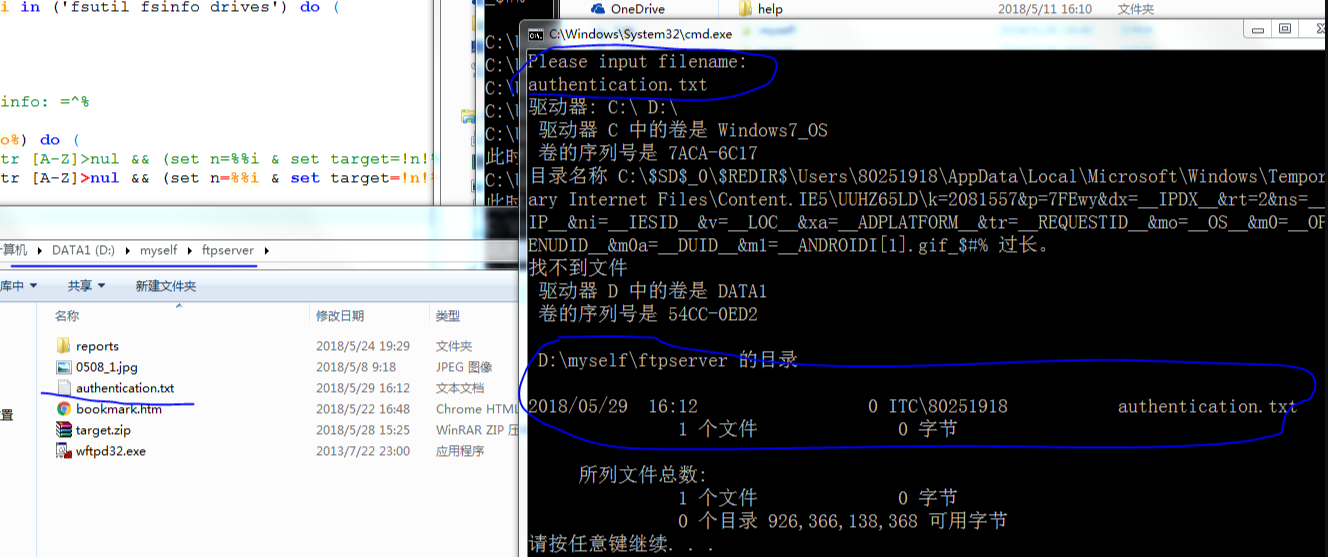 i in ('fsutil fsinfo drives') do (
info: =^%
o%) do (
tr [A-Z]>nul && (set n=%%i & set target=!n!%
tr [A-Z]>nul && (set n=%%i & set target=!n!%
OneDrive
help
2018/5/11 16:10
文件夹
C:\
C:\
C:\
C:\
C:\
此时
C:\
此时
C:\Windows\System32\cmd.exe
Please input filename:
authentication.txt
驱动器: C:\ D:\
驱动器 C 中的卷是 Windows7_OS
卷的序列号是 7ACA-6C17
目录名称 C:\$SD$_0\$REDIR$\Users\80251918\AppData\Local\Microsoft\Windows\Tempor
ary Internet Files\Content.IE5\UUHZ65LD\k=2081557&p=7FEwy&dx=__IPDX__&rt=2&ns=__
IP__&ni=__IESID__&v=__LOC__&xa=__ADPLATFORM__&tr=__REQUESTID__&mo=__OS__&m0=__OP
ENUDID__&m0a=__DUID__&m1=__ANDROIDI[1].gif_$#% 过长。
找不到文件
驱动器 D 中的卷是 DATA1
卷的序列号是 54CC-0ED2
D:\myself\ftpserver 的目录
2018/05/29 16:12 0 ITC\80251918 authentication.txt
1 个文件 0 字节
所列文件总数:
1 个文件 0 字节
0 个目录 926,366,138,368 可用字节
请按任意键继续. . .
计算机 DATA1 (D:) myself ftpserver
库中 共享 新建文件夹
名称 修改日期 类型
reports 2018/5/24 19:29 文件夹
0508_1.jpg 2018/5/8 9:18 JPEG 图像
authentication.txt 2018/5/29 16:12 文本文档
bookmark.htm 2018/5/22 16:48 Chrome HTML
target.zip 2018/5/28 15:25 WinRAR ZIP 压
wftpd32.exe 2013/7/22 23:00 应用程序
位置